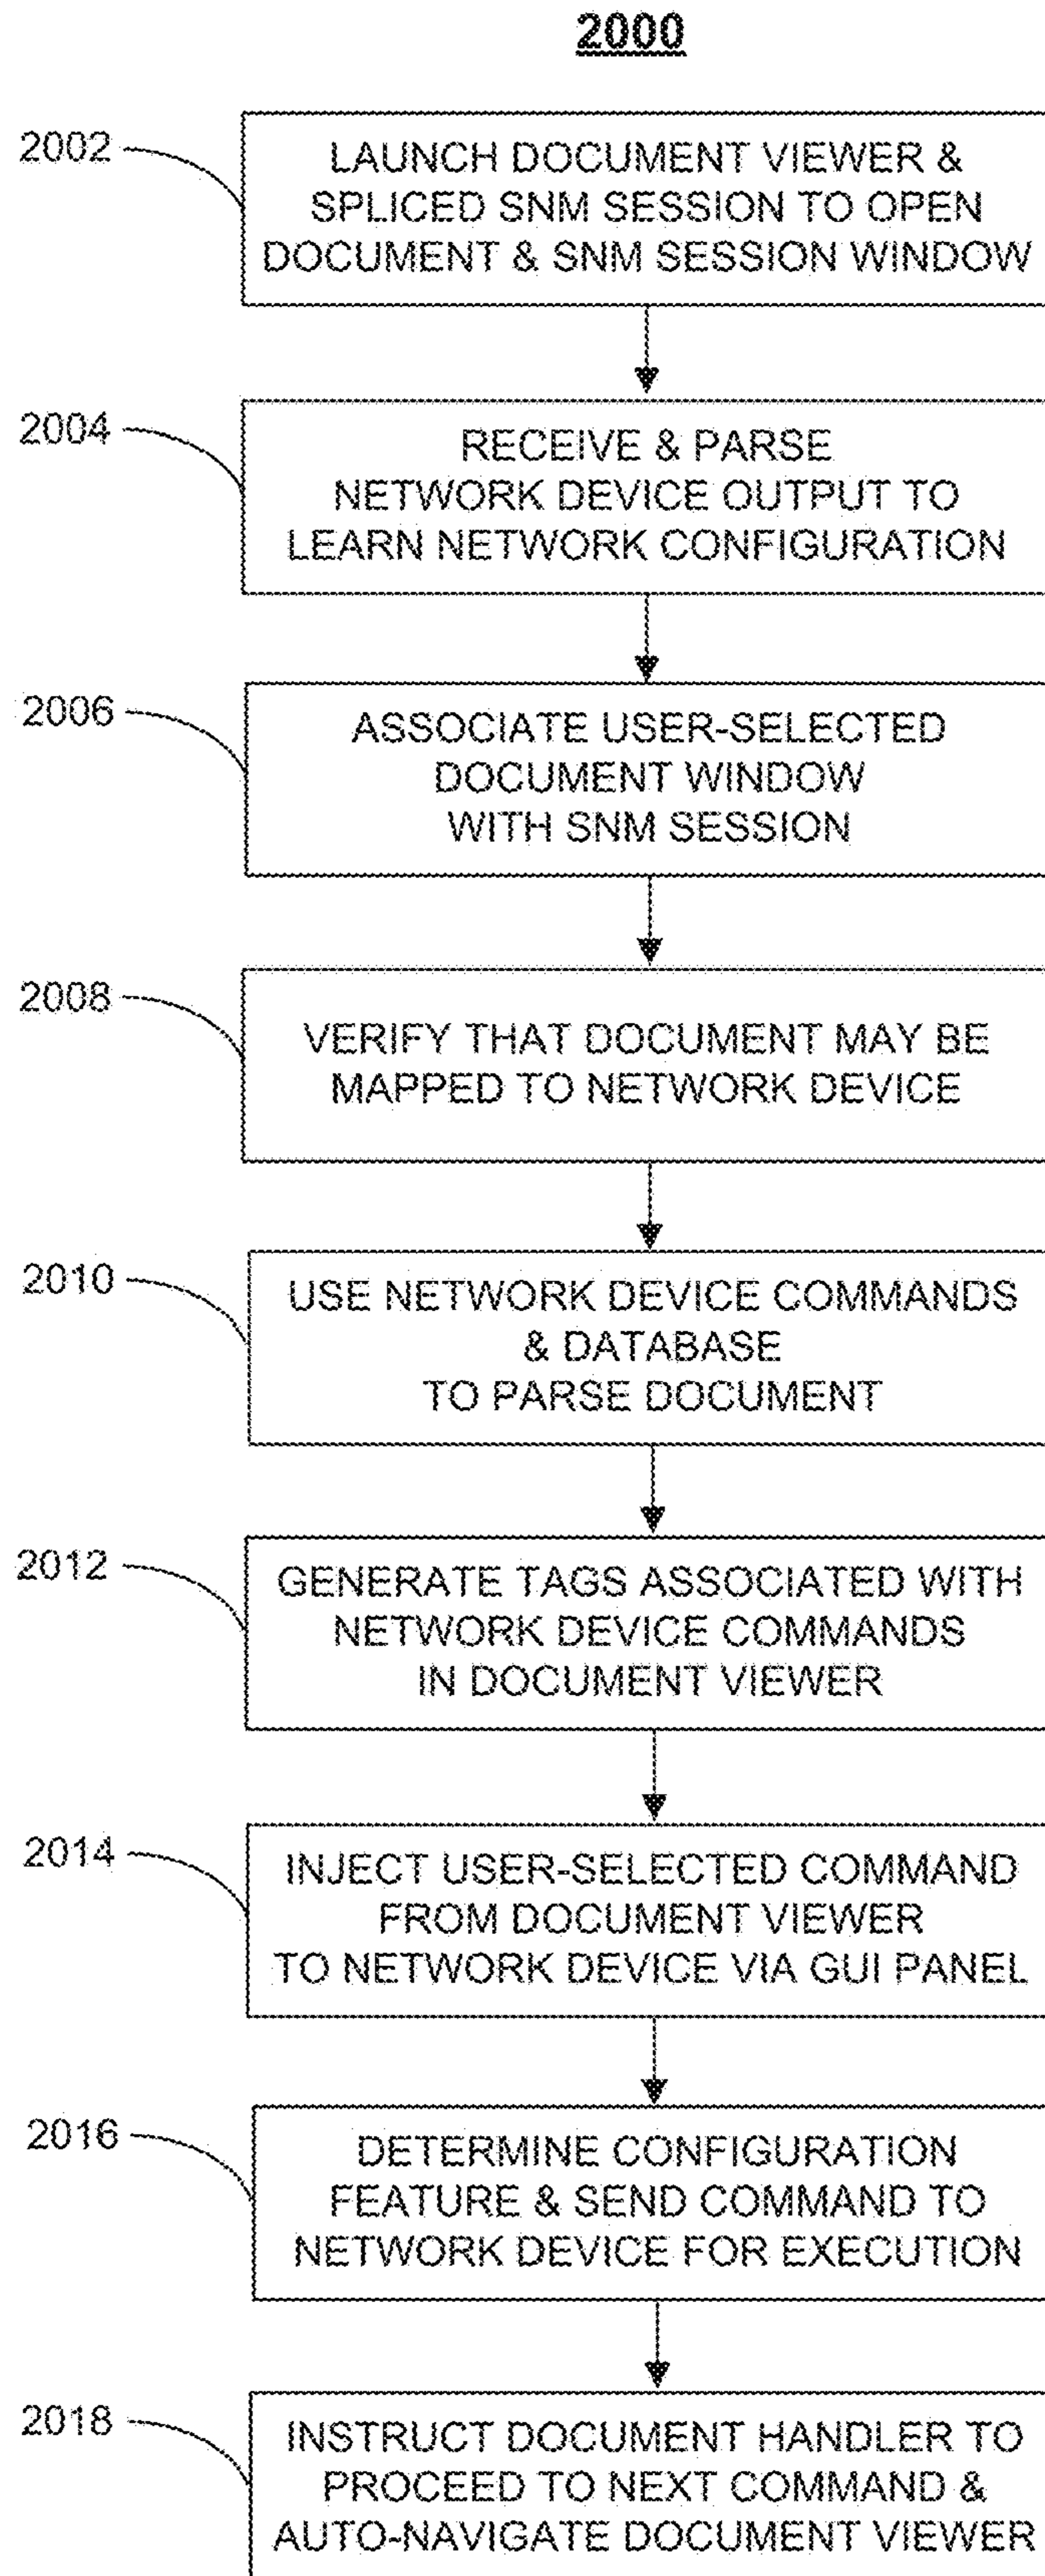 2000
2002
LAUNCH DOCUMENT VIEWER &
SPLICED SNM SESSION TO OPEN
DOCUMENT & SNM SESSION WINDOW
2004
RECEIVE & PARSE
NETWORK DEVICE OUTPUT TO
LEARN NETWORK CONFIGURATION
2006
ASSOCIATE USER-SELECTED
DOCUMENT WINDOW
WITH SNM SESSION
2008
VERIFY THAT DOCUMENT MAY BE
MAPPED TO NETWORK DEVICE
2010
USE NETWORK DEVICE COMMANDS
& DATABASE
TO PARSE DOCUMENT
2012
GENERATE TAGS ASSOCIATED WITH
NETWORK DEVICE COMMANDS
IN DOCUMENT VIEWER
2014
INJECT USER-SELECTED COMMAND
FROM DOCUMENT VIEWER
TO NETWORK DEVICE VIA GUI PANEL
2016
DETERMINE CONFIGURATION
FEATURE & SEND COMMAND TO
NETWORK DEVICE FOR EXECUTION
2018
INSTRUCT DOCUMENT HANDLER TO
PROCEED TO NEXT COMMAND &
AUTO-NAVIGATE DOCUMENT VIEWER